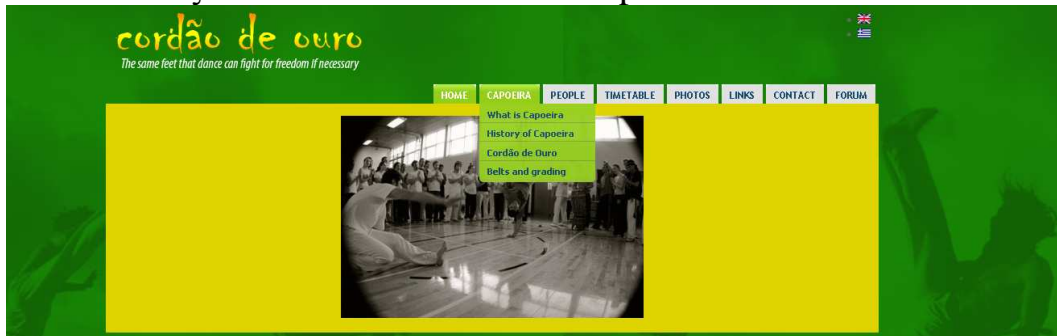 cordão de ouro
The same feet that dance can fight for freedom if necessary
HOME CAPOEIRA PEOPLE TIMETABLE PHOTOS LINKS CONTACT FORUM
What is Capoeira
History of Capoeira
Cordão de Ouro
Belts and grading